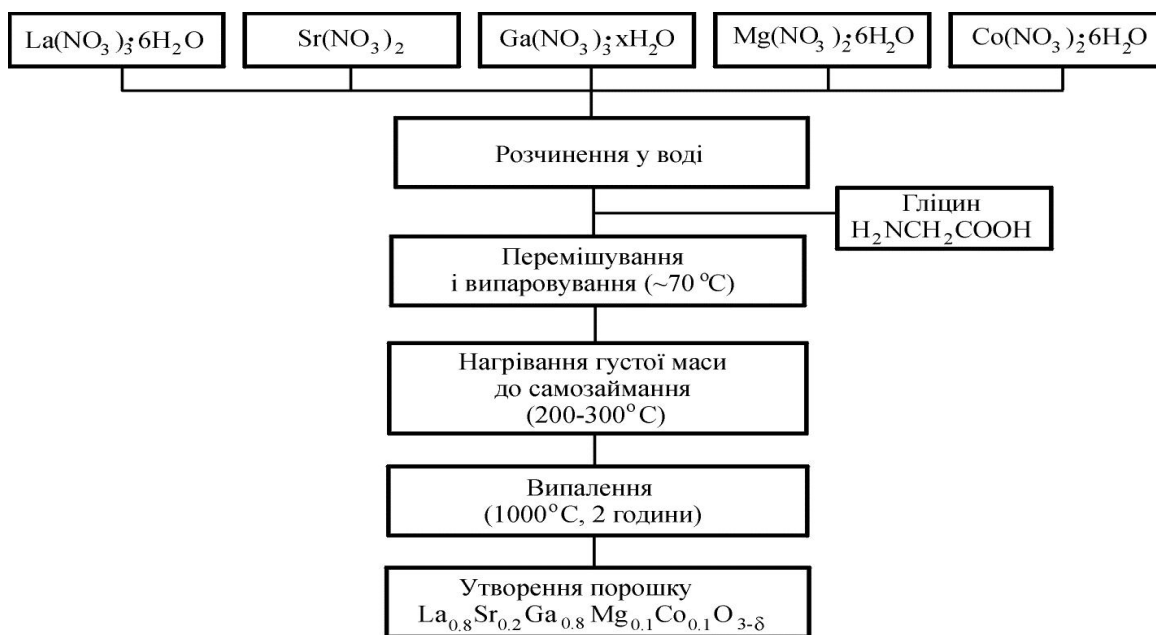 La(NO₃)₃·6H₂O
Sr(NO₃)₂
Ga(NO₃)₃·xH₂O
Mg(NO₃)₂·6H₂O
Co(NO₃)₂·6H₂O
Розчинення у воді
Гліцин
H₂NCH₂COOH
Перемішування
і випаровування (~70 °C)
Нагрівання густої маси
до самозаймання
(200-300°C)
Випалення
(1000°C, 2 години)
Утворення порошку
La₀.₈Sr₀.₂Ga₀.₈Mg₀.₁Co₀.₁O₃₋δ